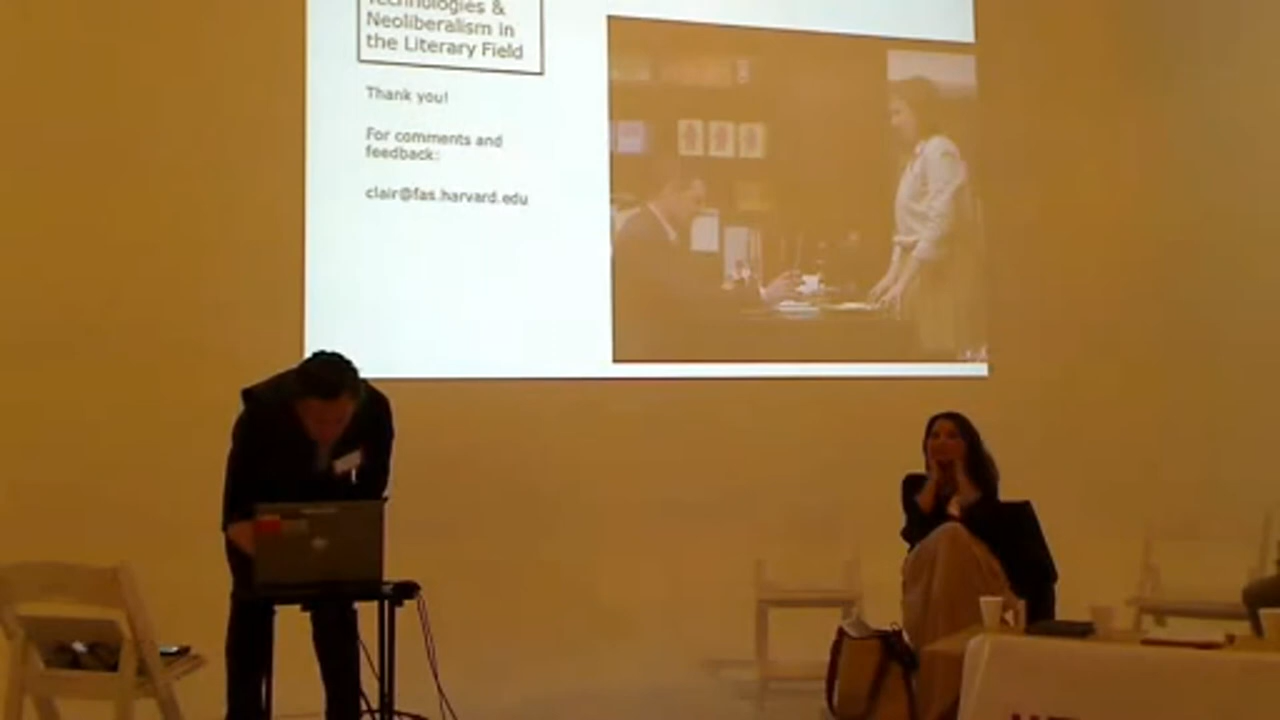 Technologies &
Neoliberalism in
the Literary Field
Thank you!
For comments and
feedback:
clair@fas.harvard.edu